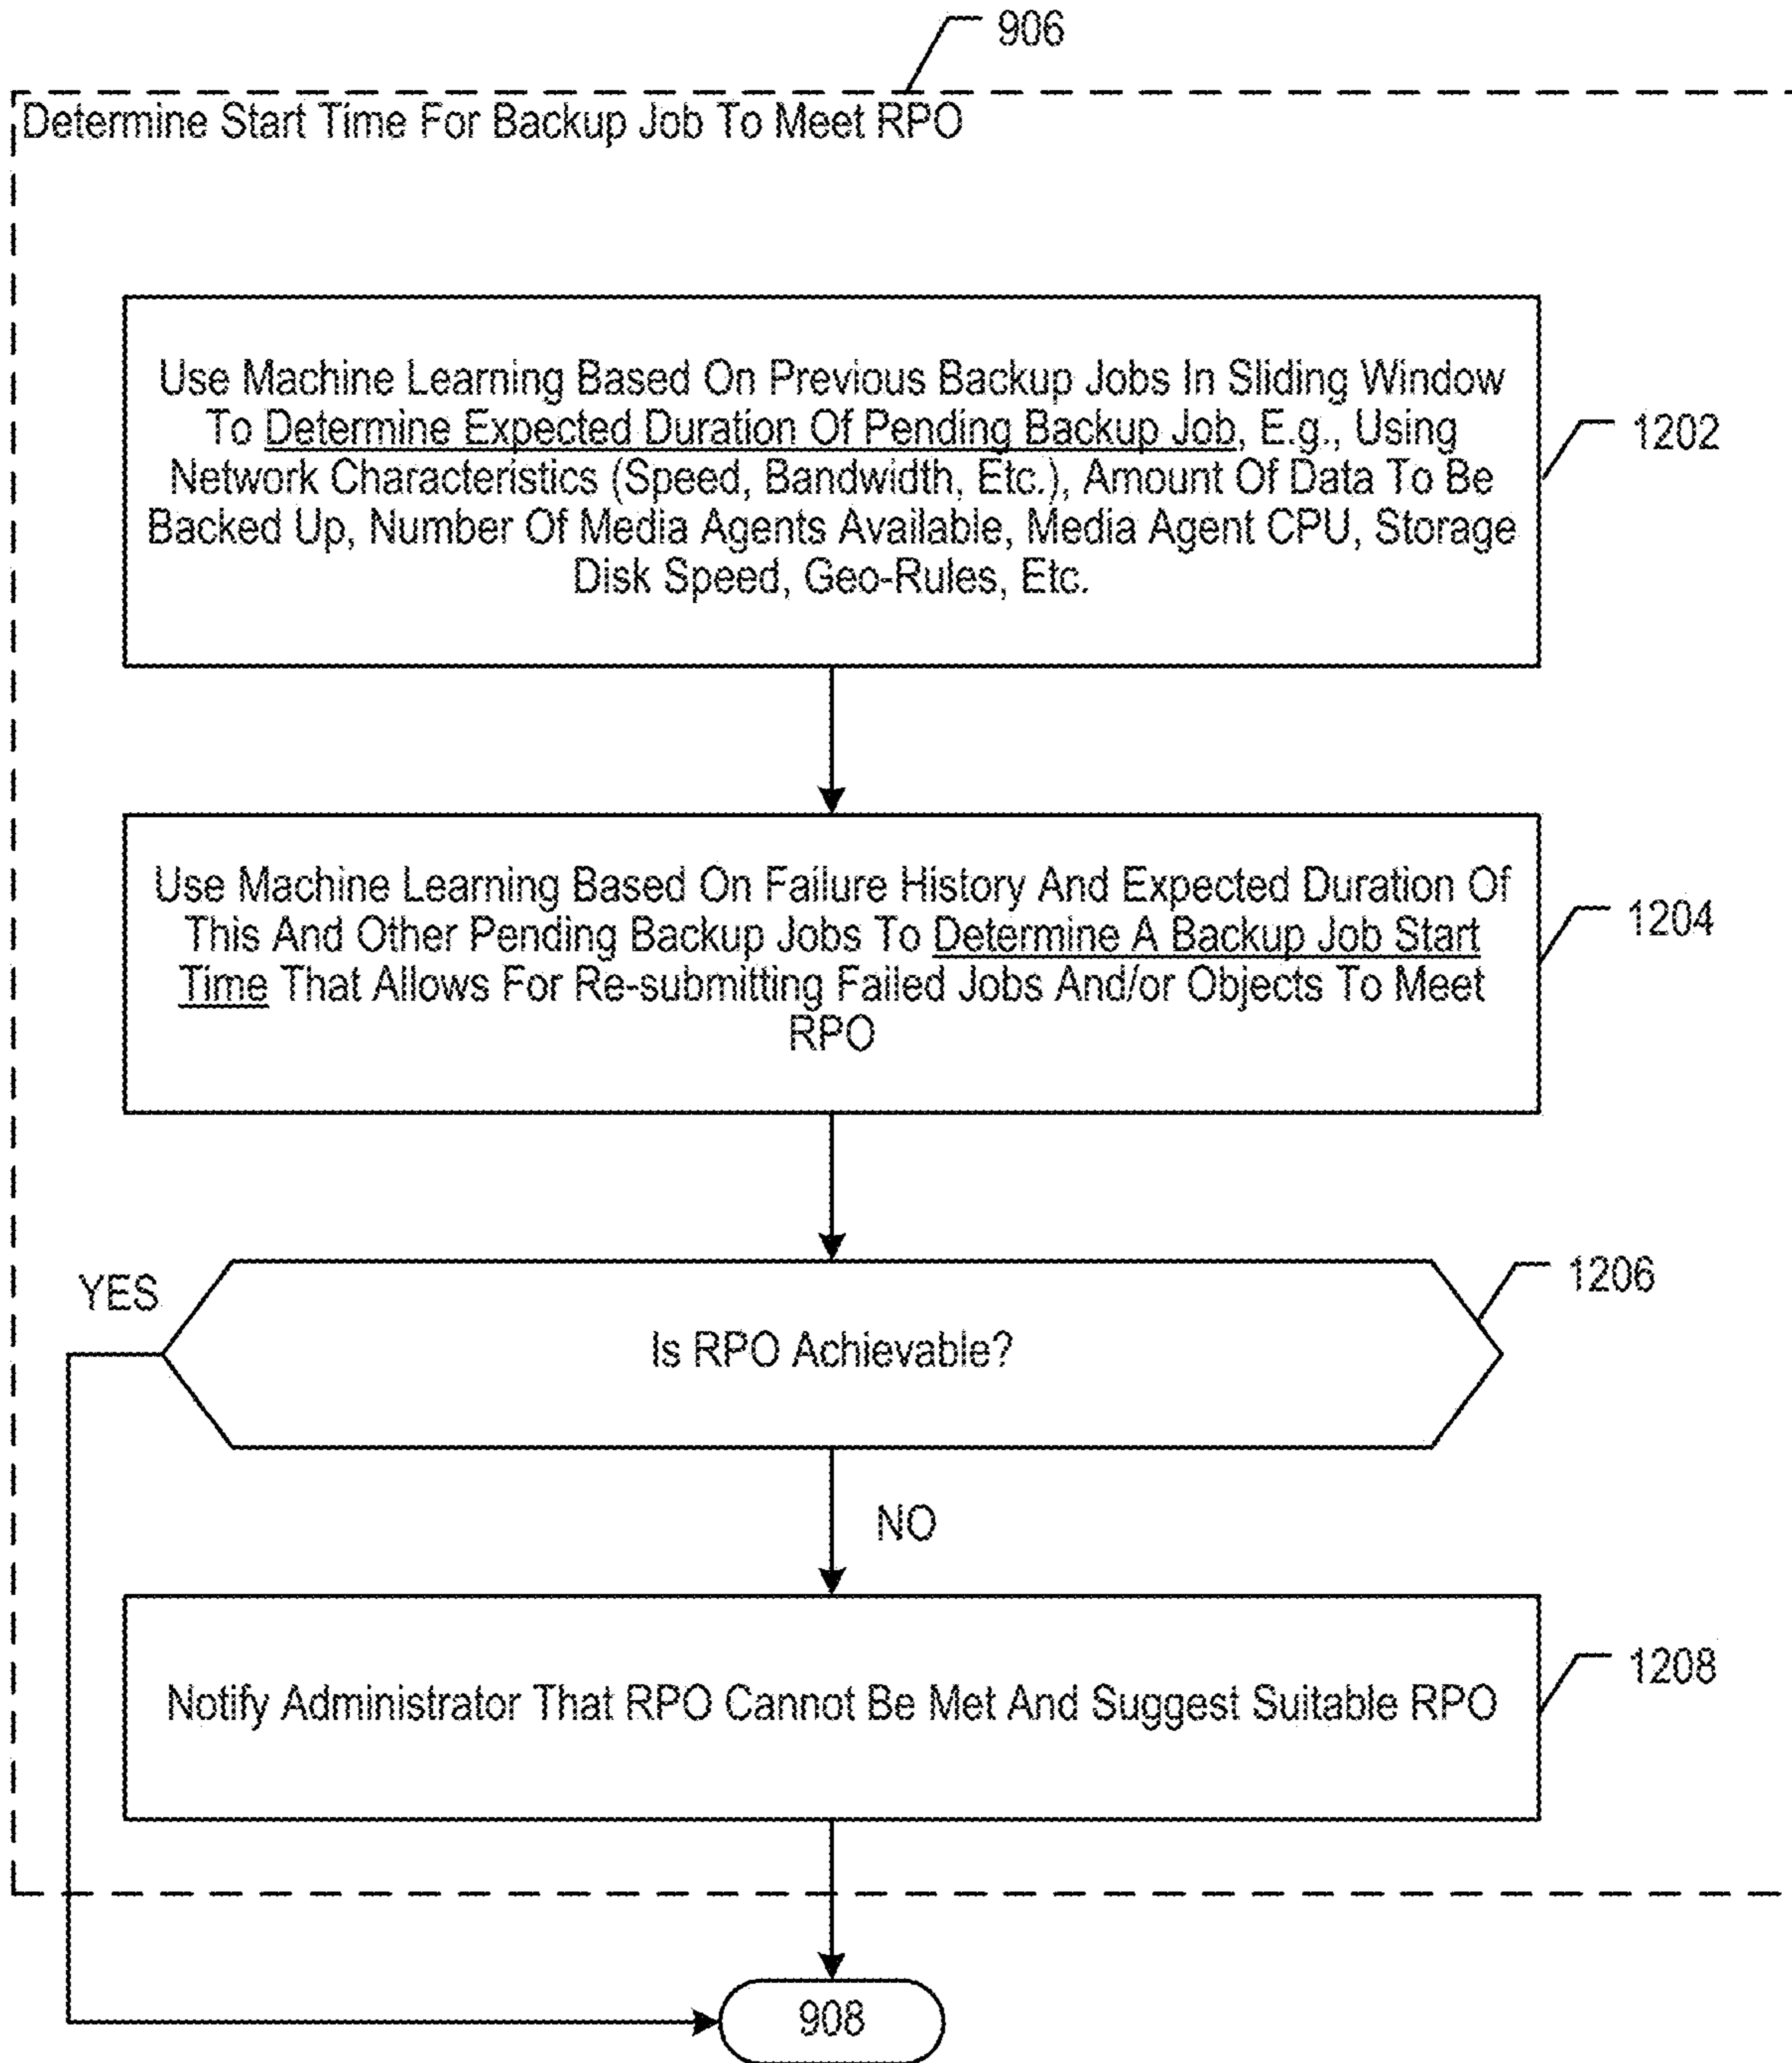 906
Determine Start Time For Backup Job To Meet RPO
Use Machine Learning Based On Previous Backup Jobs In Sliding Window
To Determine Expected Duration Of Pending Backup Job, E.g., Using
Network Characteristics (Speed, Bandwidth, Etc.), Amount Of Data To Be
Backed Up, Number Of Media Agents Available, Media Agent CPU, Storage
Disk Speed, Geo-Rules, Etc.
1202
Use Machine Learning Based On Failure History And Expected Duration Of
This And Other Pending Backup Jobs To Determine A Backup Job Start
Time That Allows For Re-submitting Failed Jobs And/or Objects To Meet
RPO
1204
YES
Is RPO Achievable?
1206
NO
Notify Administrator That RPO Cannot Be Met And Suggest Suitable RPO
1208
908